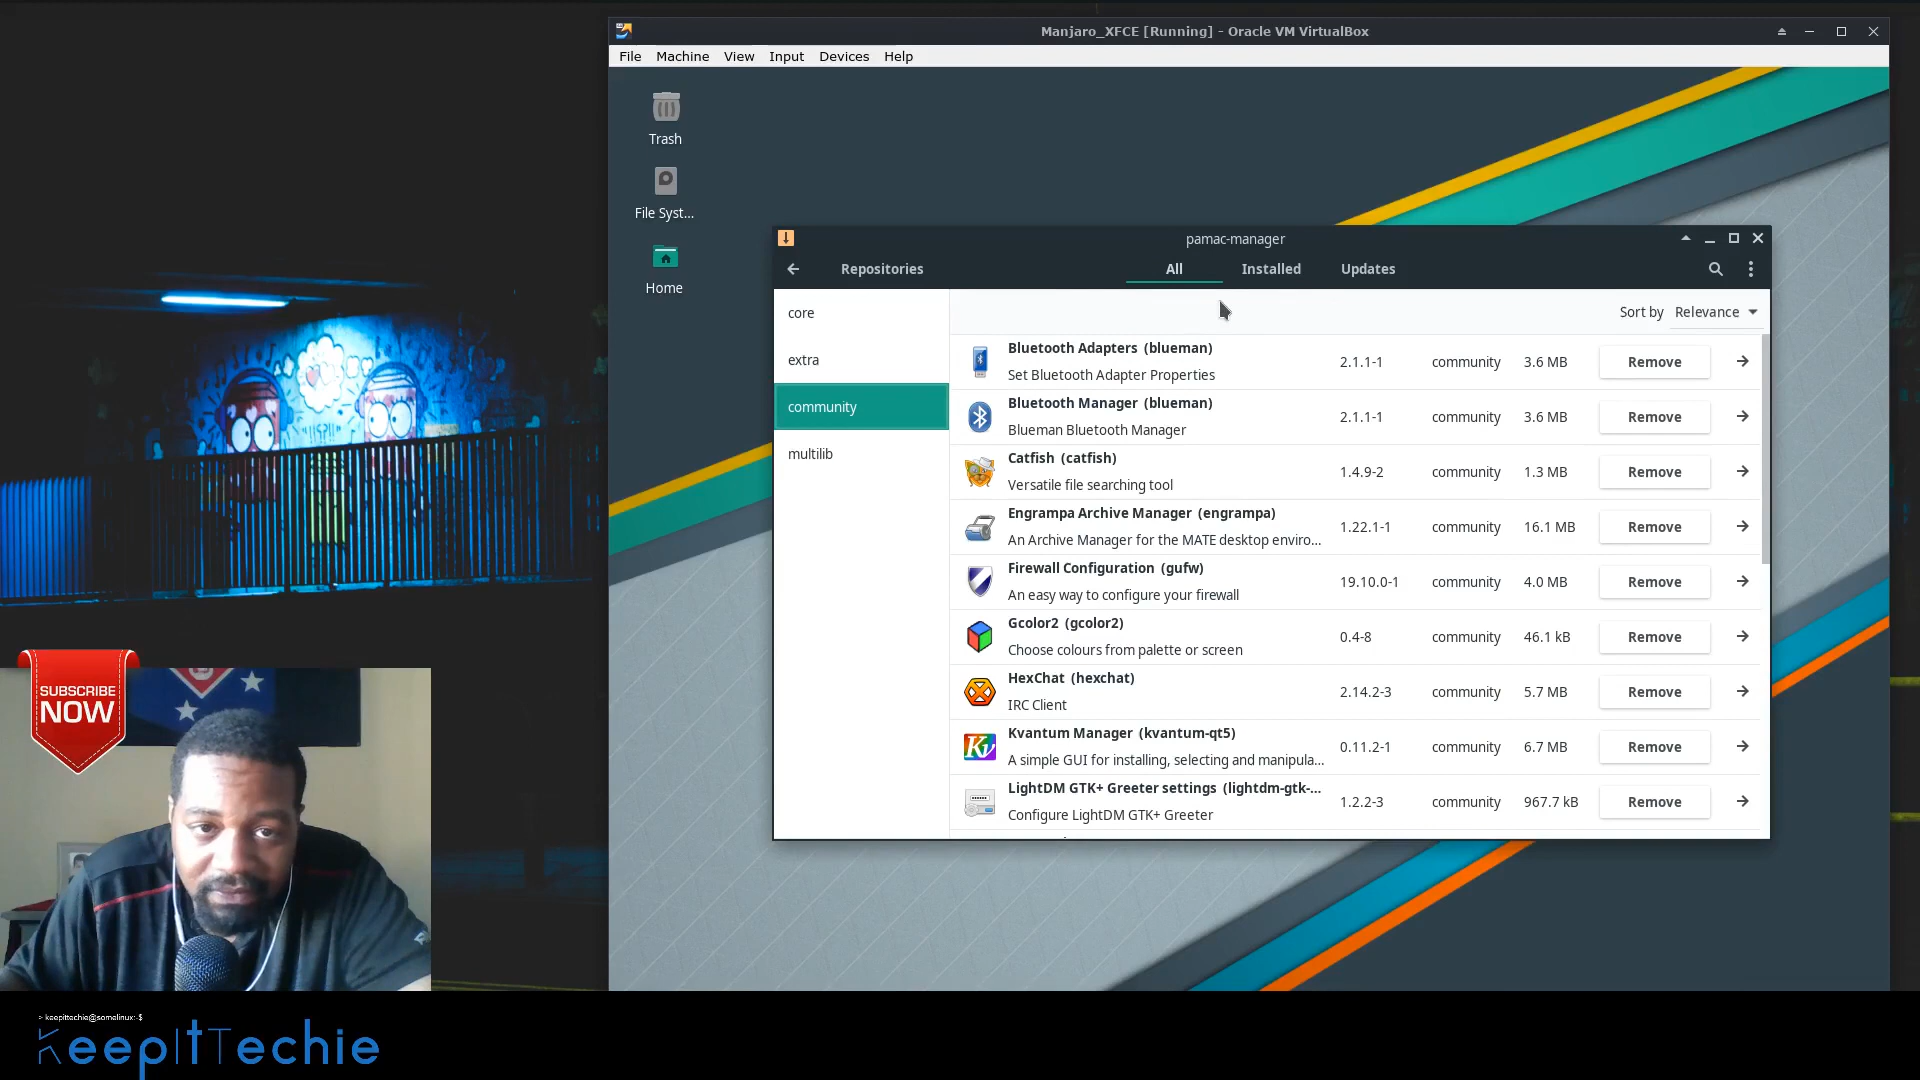 Manjaro_XFCE [Running] - Oracle VM VirtualBox
File Machine View Input Devices Help
Trash
File Syst...
Home
pamac-manager
Repositories
All Installed Updates
core
extra
community
multilib
Sort by Relevance
Bluetooth Adapters (blueman)
Set Bluetooth Adapter Properties
2.1.1-1 community 3.6 MB Remove
Bluetooth Manager (blueman)
Blueman Bluetooth Manager
2.1.1-1 community 3.6 MB Remove
Catfish (catfish)
Versatile file searching tool
1.4.9-2 community 1.3 MB Remove
Engrampa Archive Manager (engrampa)
An Archive Manager for the MATE desktop enviro...
1.22.1-1 community 16.1 MB Remove
Firewall Configuration (gufw)
An easy way to configure your firewall
19.10.0-1 community 4.0 MB Remove
Gcolor2 (gcolor2)
Choose colours from palette or screen
0.4-8 community 46.1 kB Remove
HexChat (hexchat)
IRC Client
2.14.2-3 community 5.7 MB Remove
Kvantum Manager (kvantum-qt5)
A simple GUI for installing, selecting and manipula...
0.11.2-1 community 6.7 MB Remove
LightDM GTK+ Greeter settings (lightdm-gtk-...
Configure LightDM GTK+ Greeter
1.2.2-3 community 967.7 kB Remove
SUBSCRIBE
NOW
> keepittechie@somelinux:-$
KeepItTechie